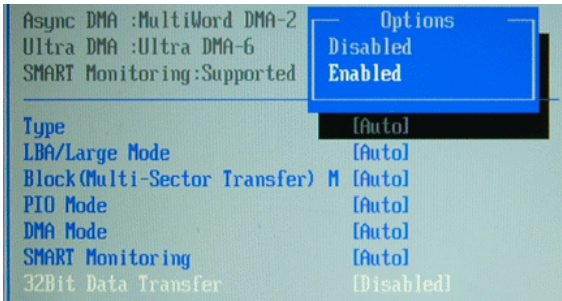 Async DMA :MultiWord DMA-2
Ultra DMA :Ultra DMA-6
SMART Monitoring:Supported
Options
Disabled
Enabled
Type [Auto]
LBA/Large Mode [Auto]
Block(Multi-Sector Transfer) M [Auto]
PIO Mode [Auto]
DMA Mode [Auto]
SMART Monitoring [Auto]
32Bit Data Transfer [Disabled]